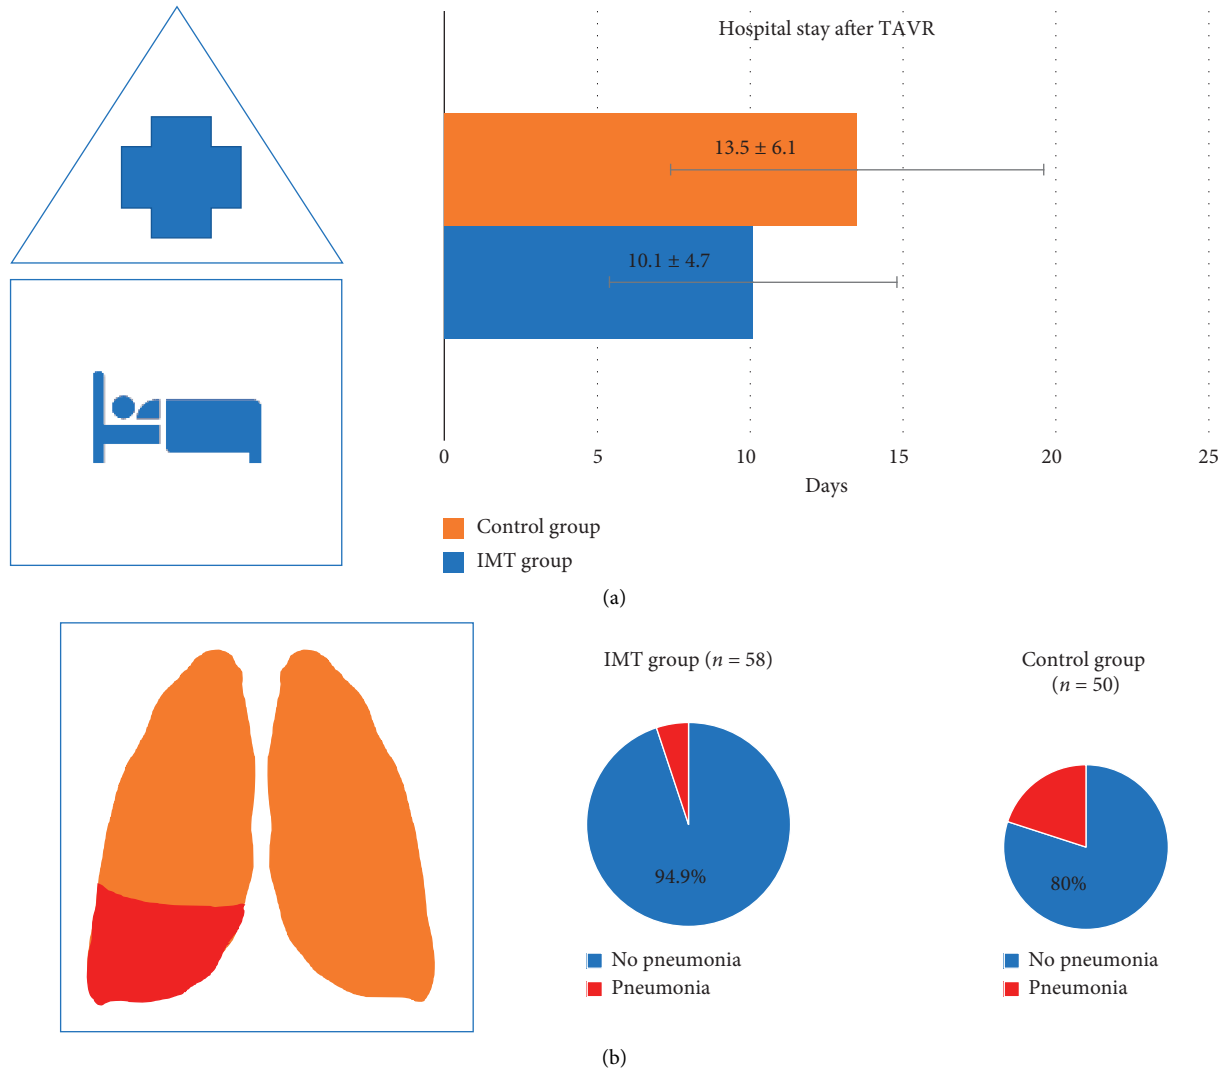 Hospital stay after TAVR
13.5 ± 6.1
10.1 ± 4.7
0 5 10 15 20 25
Days
Control group
IMT group
(a)
IMT group (n = 58)
Control group
(n = 50)
94.9%
80%
No pneumonia
Pneumonia
No pneumonia
Pneumonia
(b)